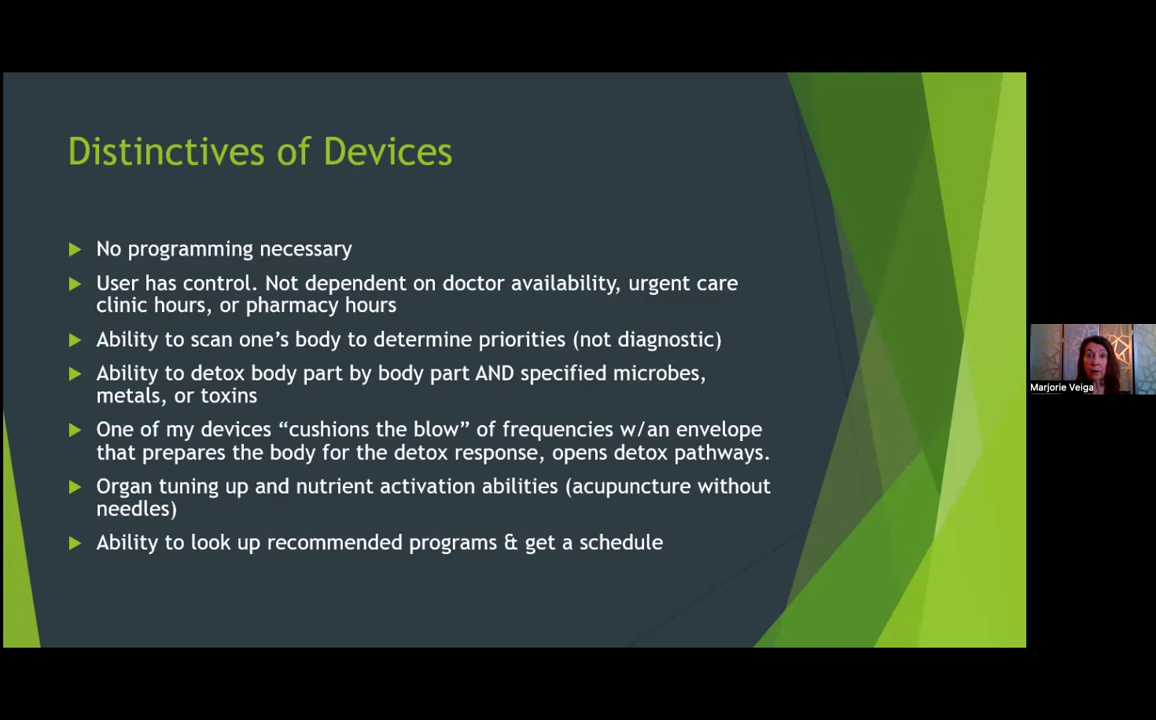 Distinctives of Devices
No programming necessary
User has control. Not dependent on doctor availability, urgent care
clinic hours, or pharmacy hours
Ability to scan one’s body to determine priorities (not diagnostic)
Ability to detox body part by body part AND specified microbes,
metals, or toxins
One of my devices “cushions the blow” of frequencies w/an envelope
that prepares the body for the detox response, opens detox pathways.
Organ tuning up and nutrient activation abilities (acupuncture without
needles)
Ability to look up recommended programs & get a schedule
Marjorie Veiga